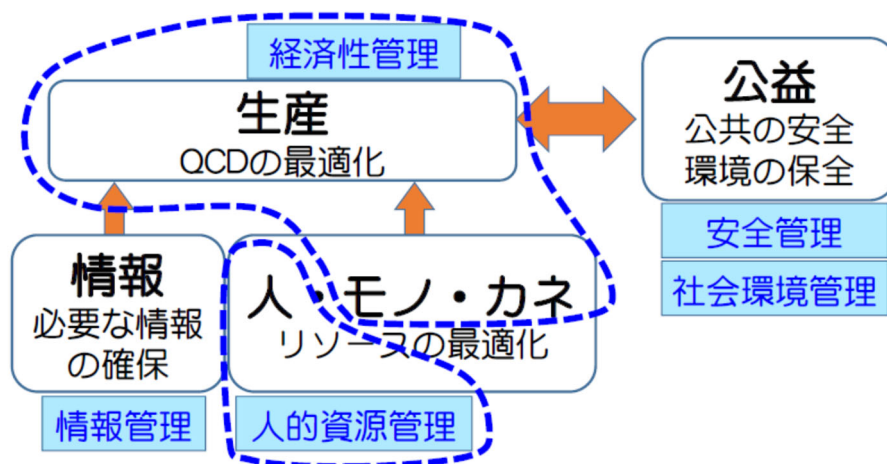 経済性管理
生産
QCDの最適化
公益
公共の安全
環境の保全
安全管理
社会環境管理
情報
必要な情報
の確保
情報管理
人・モノ・カネ
リソースの最適化
人的資源管理